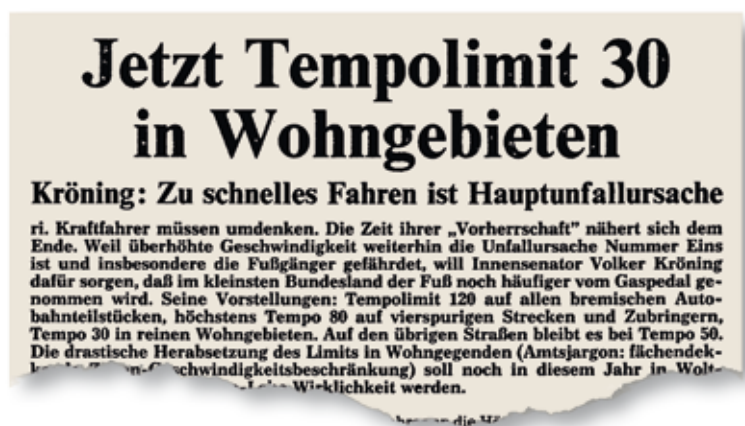 Jetzt Tempolimit 30
in Wohngebieten
Kröning: Zu schnelles Fahren ist Hauptunfallursache
ri. Kraftfahrer müssen umdenken. Die Zeit ihrer „Vorherrschaft” nähert sich dem
Ende. Weil überhöhte Geschwindigkeit weiterhin die Unfallursache Nummer Eins
ist und insbesondere die Fußgänger gefährdet, will Innensenator Volker Kröning
dafür sorgen, daß im kleinsten Bundesland der Fuß noch häufiger vom Gaspedal ge-
nommen wird. Seine Vorstellungen: Tempolimit 120 auf allen bremischen Auto-
bahnteilstücken, höchstens Tempo 80 auf vierspurigen Strecken und Zubringern,
Tempo 30 in reinen Wohngebieten. Auf den übrigen Straßen bleibt es bei Tempo 50.
Die drastische Herabsetzung des Limits in Wohngegenden (Amtsjargon: flächendek-
schwindigkeitsbeschränkung) soll noch in diesem Jahr in Wolt-
Wirklichkeit werden.
die